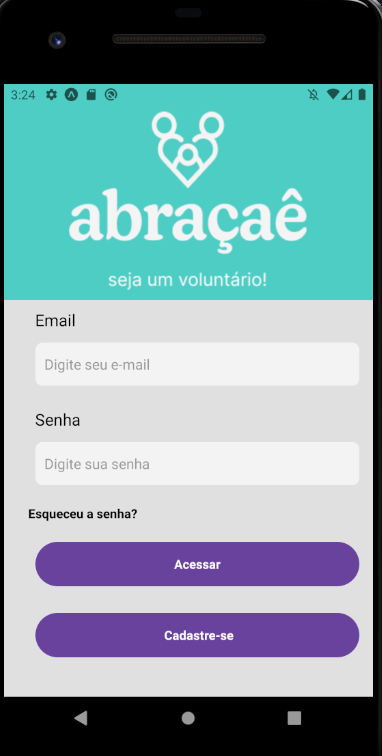 3:24
abraçaê
seja um voluntário!
Email
Digite seu e-mail
Senha
Digite sua senha
Esqueceu a senha?
Acessar
Cadastre-se